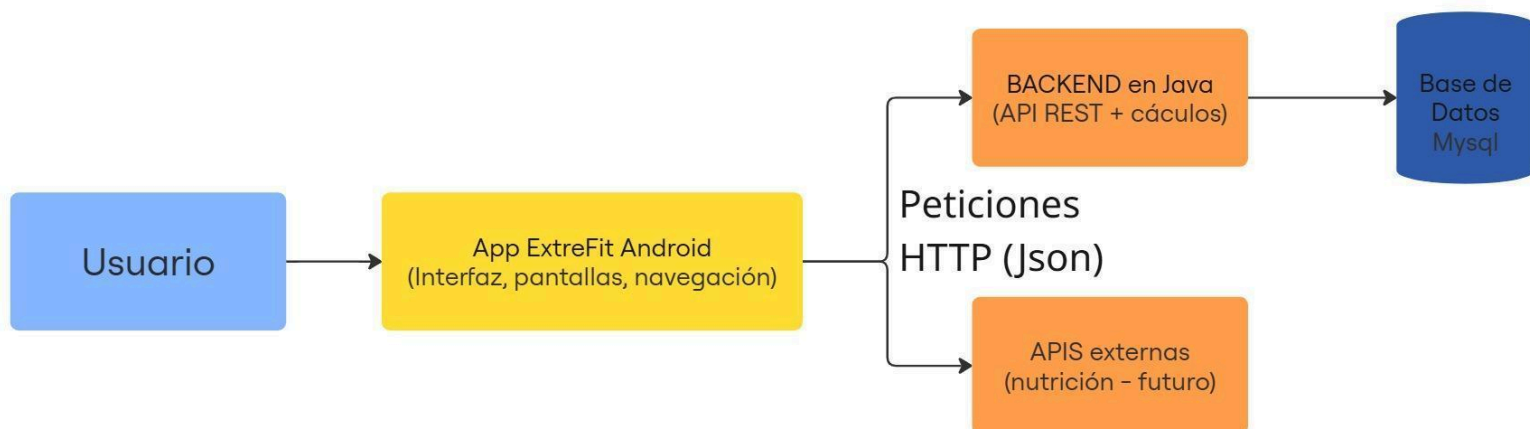 Usuario
App ExtreFit Android
(Interfaz, pantallas, navegación)
Peticiones
HTTP (Json)
BACKEND en Java
(API REST + cáculos)
APIS externas
(nutrición - futuro)
Base de
Datos
Mysql